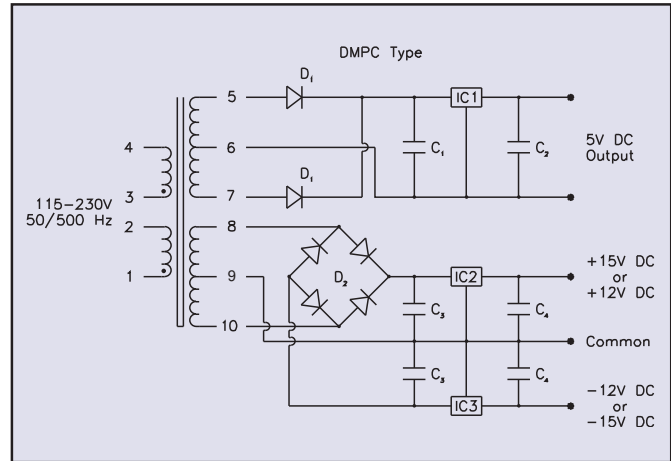 DMPC Type
D₁
5
IC1
4
6
C₁
C₂
5V DC
Output
D₁
3
7
115–230V
50/500 Hz
2
8
+15V DC
or
+12V DC
1
9
D₂
IC2
C₃
C₄
10
Common
C₃
C₄
IC3
–12V DC
or
–15V DC